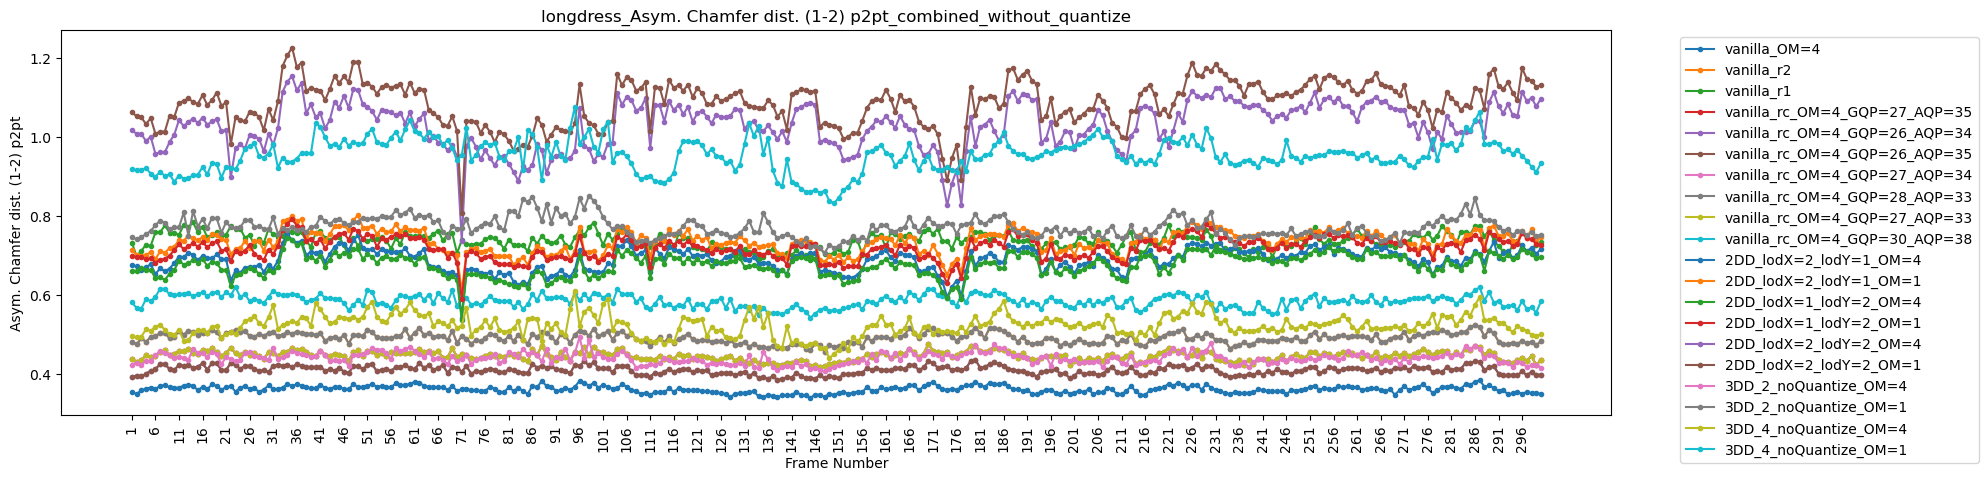 longdress_Asym. Chamfer dist. (1-2) p2pt_combined_without_quantize
Asym. Chamfer dist. (1-2) p2pt
1.2
1.0
0.8
0.6
0.4
1 6 11 16 21 26 31 36 41 46 51 56 61 66 71 76 81 86 91 96 101 106 111 116 121 126 131 136 141 146 151 156 161 166 171 176 181 186 191 196 201 206 211 216 221 226 231 236 241 246 251 256 261 266 271 276 281 286 291 296
Frame Number
vanilla_OM=4
vanilla_r2
vanilla_r1
vanilla_rc_OM=4_GQP=27_AQP=35
vanilla_rc_OM=4_GQP=26_AQP=34
vanilla_rc_OM=4_GQP=26_AQP=35
vanilla_rc_OM=4_GQP=27_AQP=34
vanilla_rc_OM=4_GQP=28_AQP=33
vanilla_rc_OM=4_GQP=27_AQP=33
vanilla_rc_OM=4_GQP=30_AQP=38
2DD_lodX=2_lodY=1_OM=4
2DD_lodX=2_lodY=1_OM=1
2DD_lodX=1_lodY=2_OM=4
2DD_lodX=1_lodY=2_OM=1
2DD_lodX=2_lodY=2_OM=4
2DD_lodX=2_lodY=2_OM=1
3DD_2_noQuantize_OM=4
3DD_2_noQuantize_OM=1
3DD_4_noQuantize_OM=4
3DD_4_noQuantize_OM=1